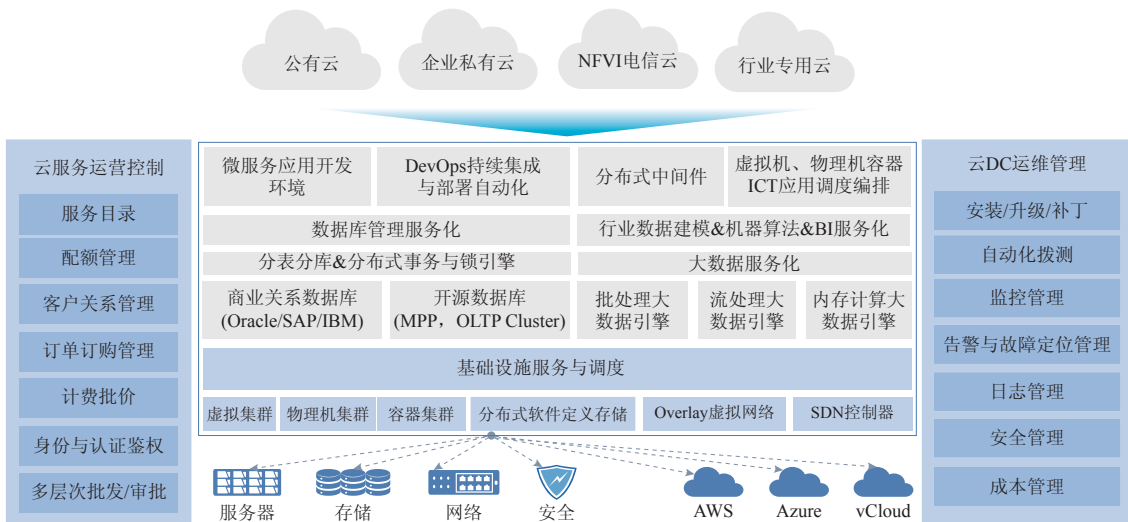 公有云
企业私有云
NFVI电信云
行业专用云
云服务运营控制
服务目录
配额管理
客户关系管理
订单订购管理
计费批价
身份与认证鉴权
多层次批发/审批
微服务应用开发
环境
DevOps持续集成
与部署自动化
分布式中间件
虚拟机、物理机容器
ICT应用调度编排
数据库管理服务化
行业数据建模&机器算法&BI服务化
分表分库&分布式事务与锁引擎
大数据服务化
商业关系数据库
(Oracle/SAP/IBM)
开源数据库
(MPP，OLTP Cluster)
批处理大
数据引擎
流处理大
数据引擎
内存计算大
数据引擎
基础设施服务与调度
虚拟集群
物理机集群
容器集群
分布式软件定义存储
Overlay虚拟网络
SDN控制器
服务器
存储
网络
安全
AWS
Azure
vCloud
云DC运维管理
安装/升级/补丁
自动化拨测
监控管理
告警与故障定位管理
日志管理
安全管理
成本管理